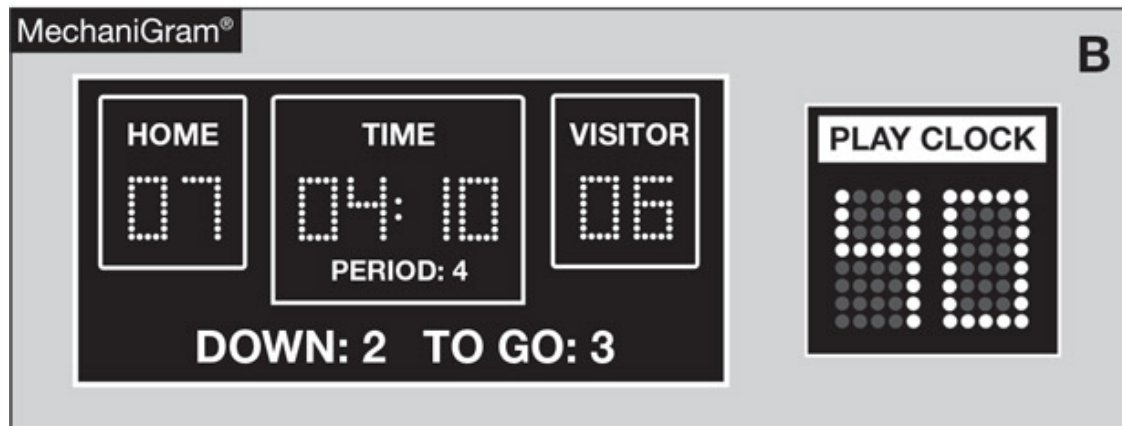 MechaniGram®
B
HOME
07
TIME
04:10
PERIOD: 4
VISITOR
06
DOWN: 2 TO GO: 3
PLAY CLOCK
40